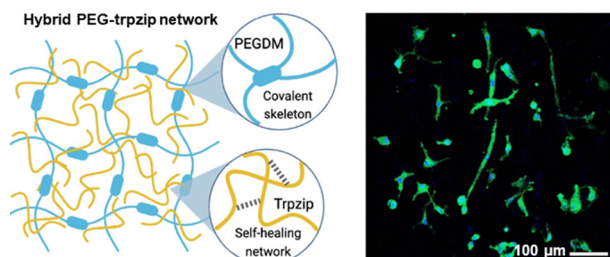 Hybrid PEG-trpzip network
PEGDM
Covalent
skeleton
Trpzip
Self-healing
network
100 μm